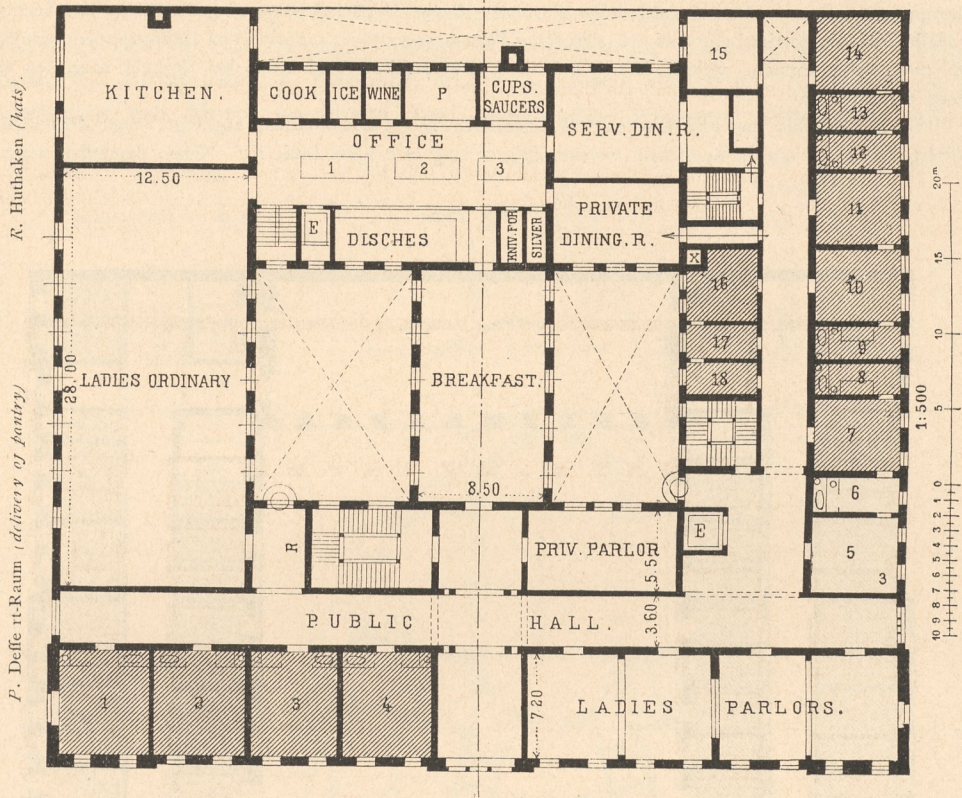 KITCHEN.
COOK
ICE
WINE
P
CUPS.
SAUCERS
15
14
13
12
11
SERV. DIN. R.
OFFICE
1
2
3
12.50
PRIVATE
DINING. R.
E
DISCHES
KNIV. FOR
SILVER
X
16
17
18
10
9
8
7
6
5
3
LADIES ORDINARY
28.00
BREAKFAST.
8.50
R
PRIV. PARLOR
5.5
E
PUBLIC HALL.
3.60
1
2
3
4
7.20
LADIES PARLORS.
R. Huthaken (hats).
P. Deffe rt-Raum (delivery of pantry)
20m
15
10
5
0
1
2
3
4
5
6
7
8
9
10
1:500